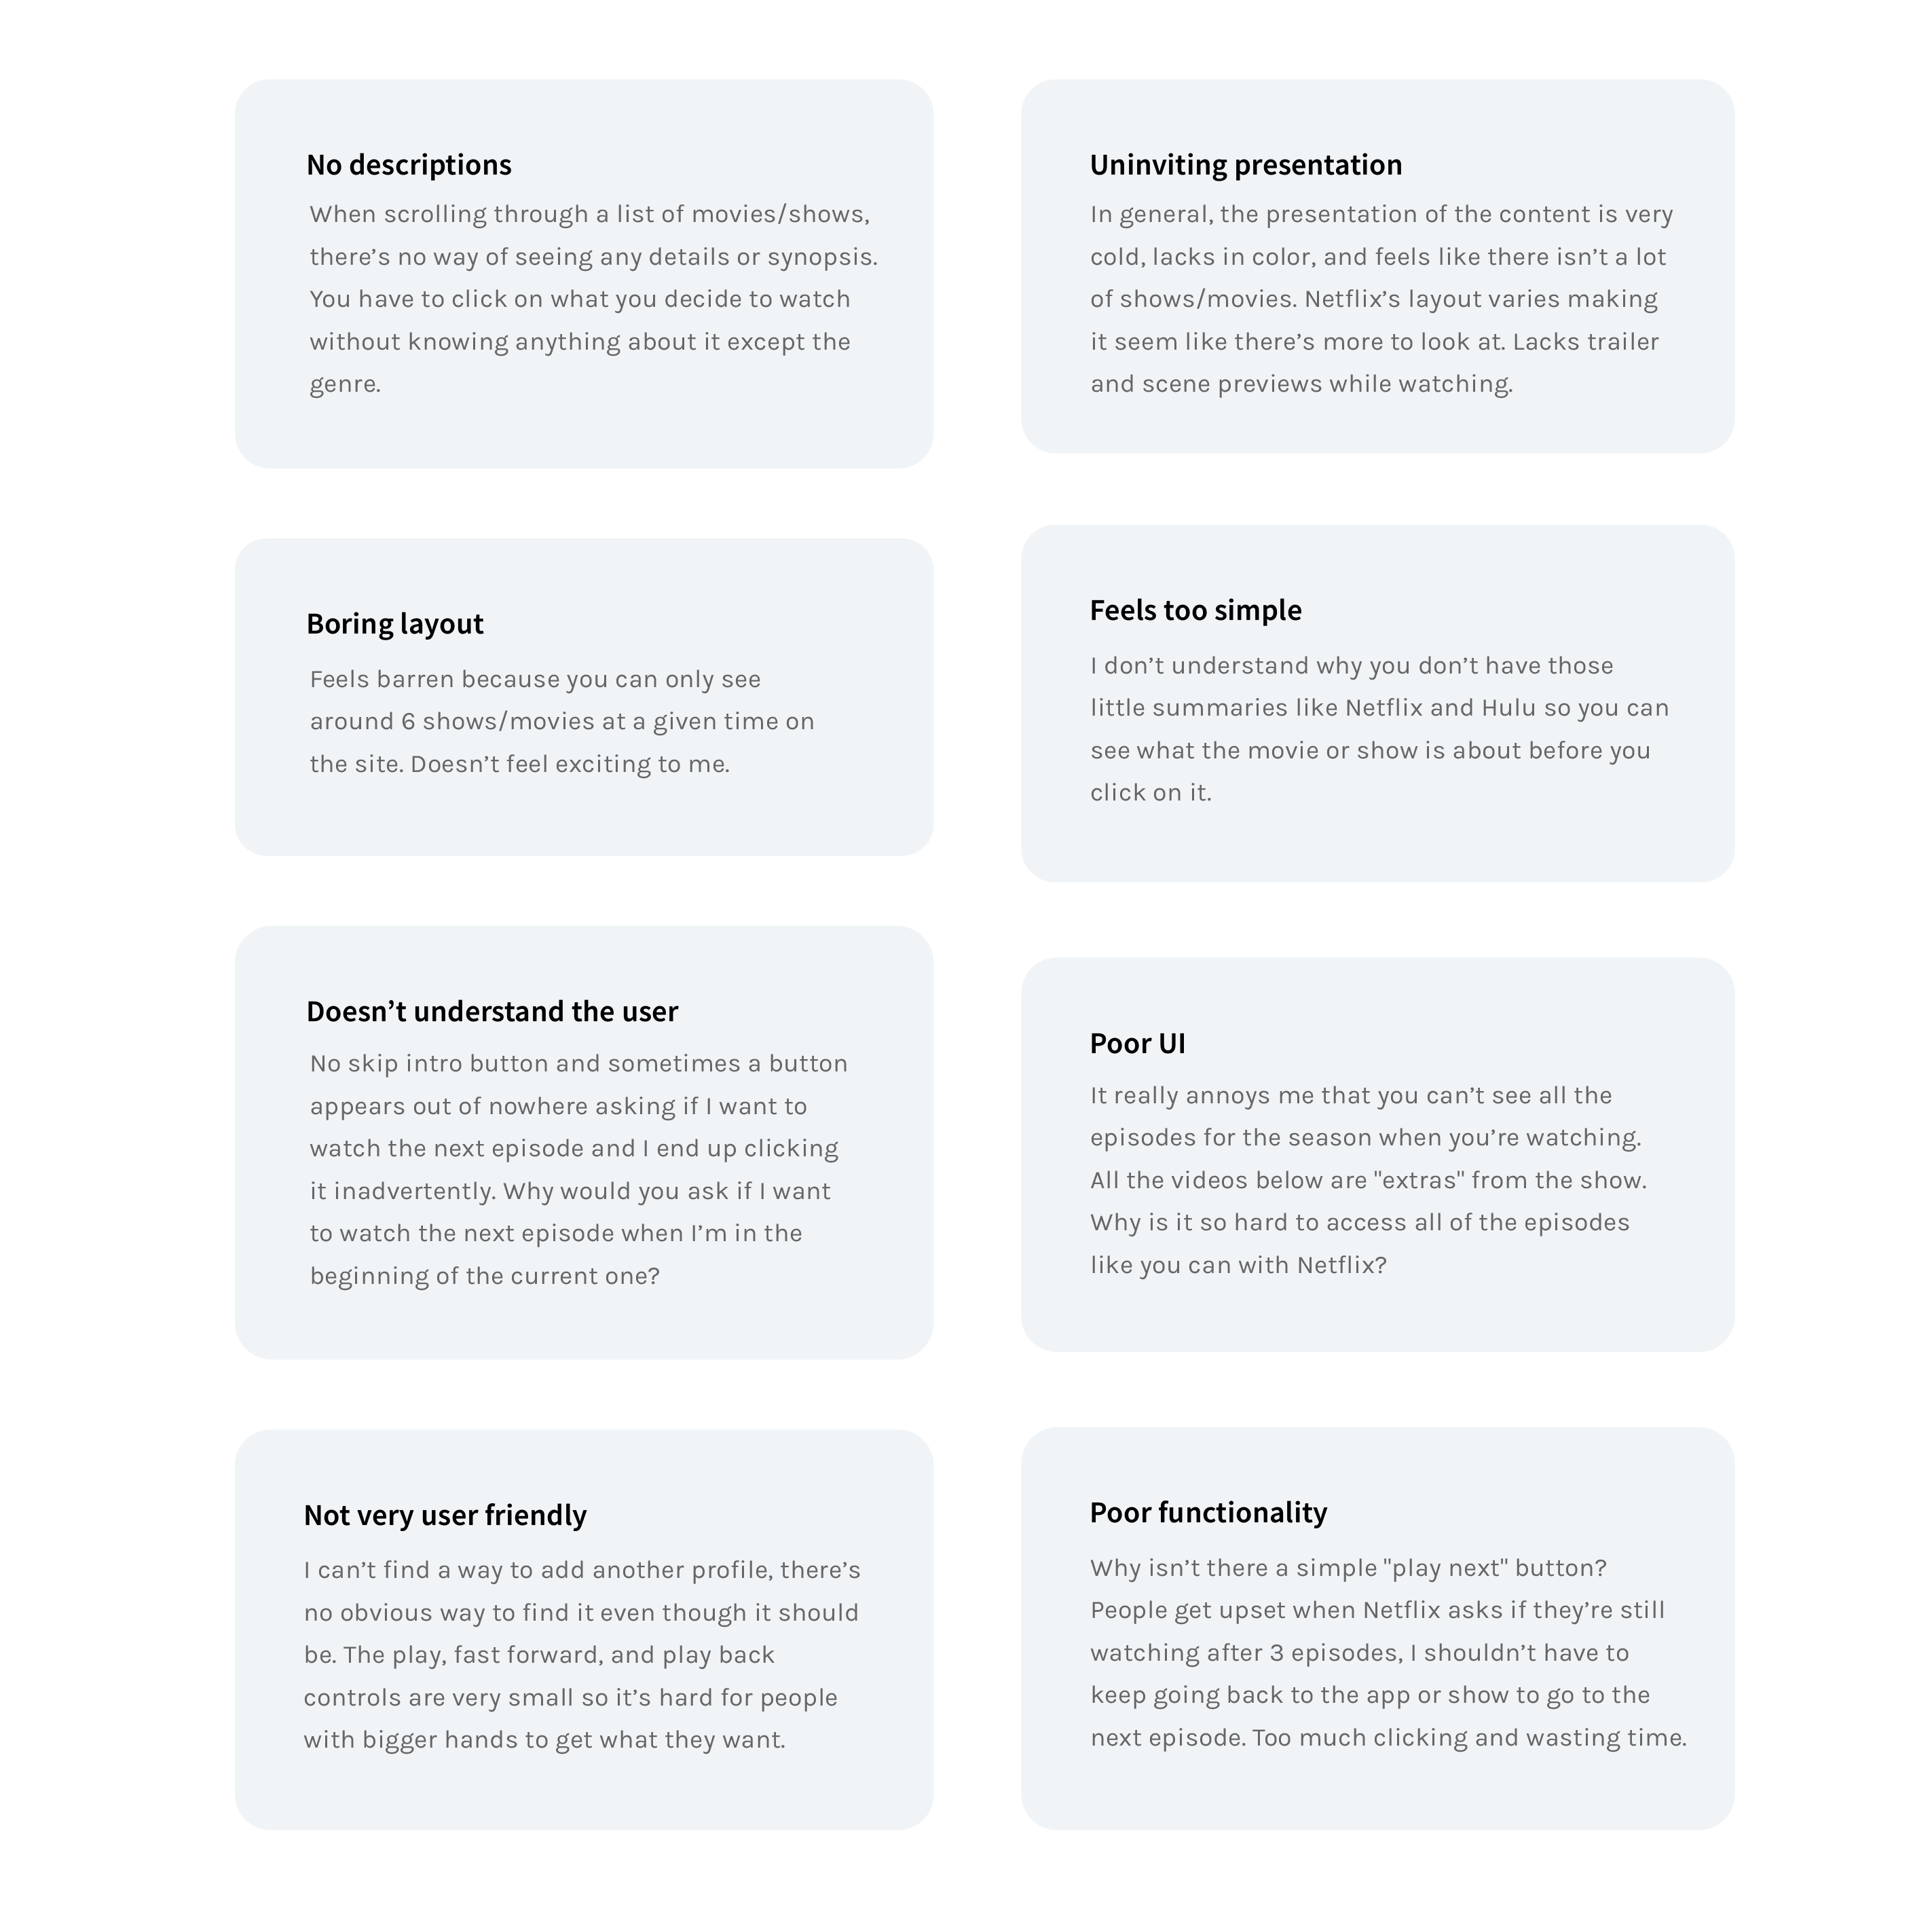 No descriptions
When scrolling through a list of movies/shows,
there’s no way of seeing any details or synopsis.
You have to click on what you decide to watch
without knowing anything about it except the
genre.
Uninviting presentation
In general, the presentation of the content is very
cold, lacks in color, and feels like there isn’t a lot
of shows/movies. Netflix’s layout varies making
it seem like there’s more to look at. Lacks trailer
and scene previews while watching.
Boring layout
Feels barren because you can only see
around 6 shows/movies at a given time on
the site. Doesn’t feel exciting to me.
Feels too simple
I don’t understand why you don’t have those
little summaries like Netflix and Hulu so you can
see what the movie or show is about before you
click on it.
Doesn’t understand the user
No skip intro button and sometimes a button
appears out of nowhere asking if I want to
watch the next episode and I end up clicking
it inadvertently. Why would you ask if I want
to watch the next episode when I’m in the
beginning of the current one?
Poor UI
It really annoys me that you can’t see all the
episodes for the season when you’re watching.
All the videos below are "extras" from the show.
Why is it so hard to access all of the episodes
like you can with Netflix?
Not very user friendly
I can’t find a way to add another profile, there’s
no obvious way to find it even though it should
be. The play, fast forward, and play back
controls are very small so it’s hard for people
with bigger hands to get what they want.
Poor functionality
Why isn’t there a simple "play next" button?
People get upset when Netflix asks if they’re still
watching after 3 episodes, I shouldn’t have to
keep going back to the app or show to go to the
next episode. Too much clicking and wasting time.